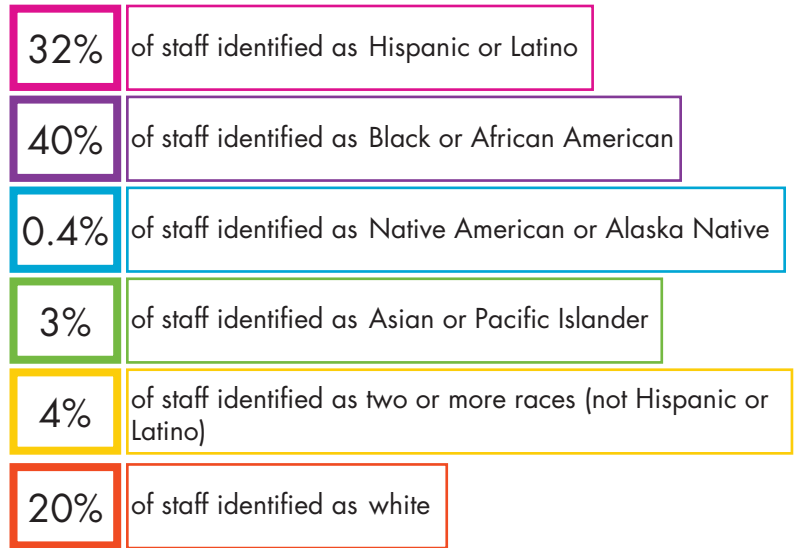 32% of staff identified as Hispanic or Latino
40% of staff identified as Black or African American
0.4% of staff identified as Native American or Alaska Native
3% of staff identified as Asian or Pacific Islander
4% of staff identified as two or more races (not Hispanic or
Latino)
20% of staff identified as white